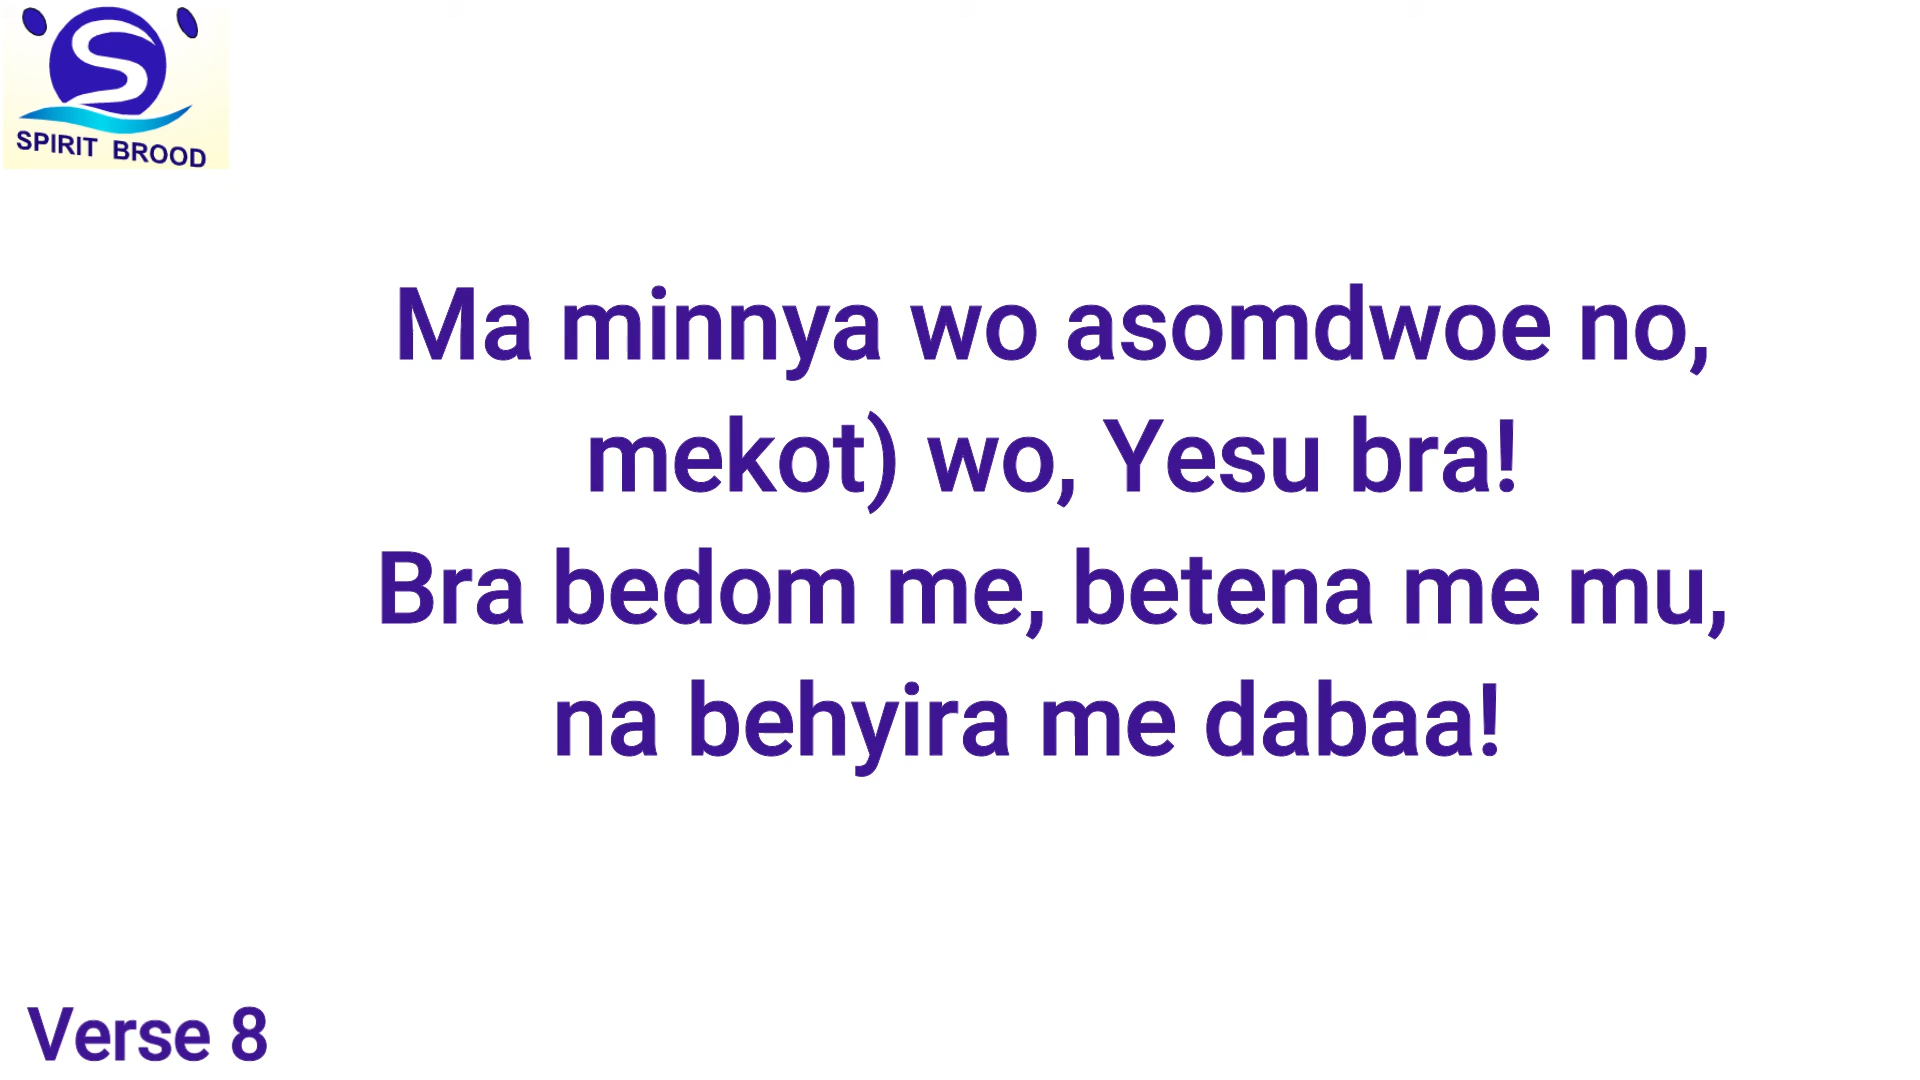 SPIRIT BROOD
Ma minnya wo asomdwoe no,
mekot) wo, Yesu bra!
Bra bedom me, betena me mu,
na behyira me dabaa!
Verse 8